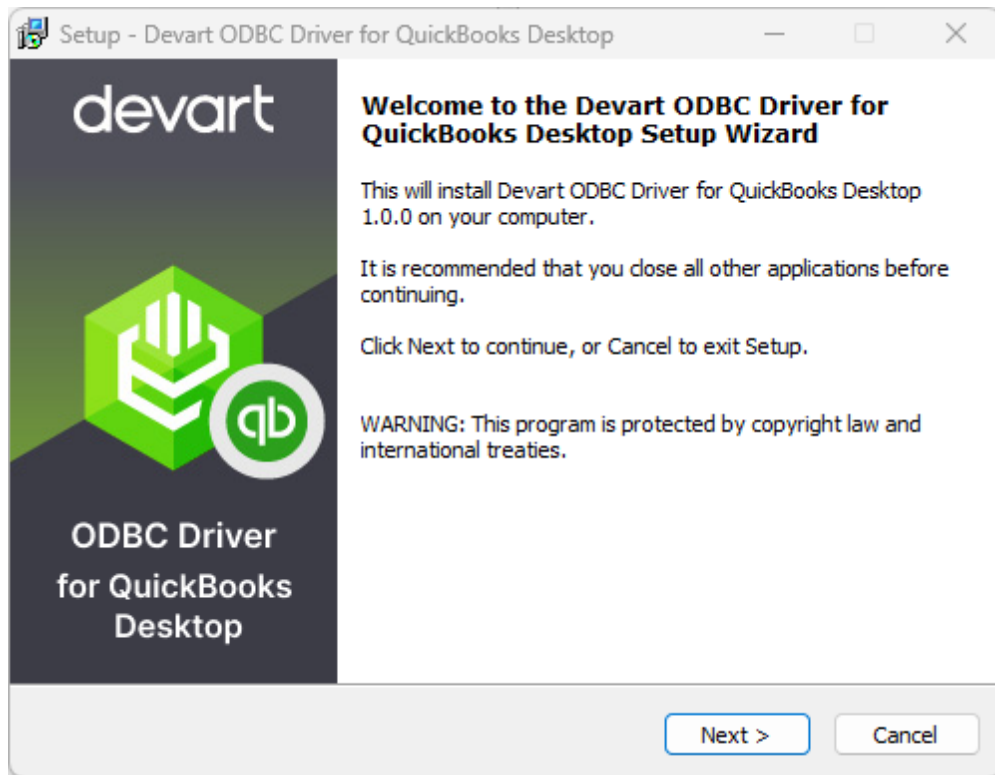 Setup - Devart ODBC Driver for QuickBooks Desktop
devart
ODBC Driver
for QuickBooks
Desktop
qb
Welcome to the Devart ODBC Driver for
QuickBooks Desktop Setup Wizard
This will install Devart ODBC Driver for QuickBooks Desktop
1.0.0 on your computer.
It is recommended that you close all other applications before
continuing.
Click Next to continue, or Cancel to exit Setup.
WARNING: This program is protected by copyright law and
international treaties.
Next >
Cancel